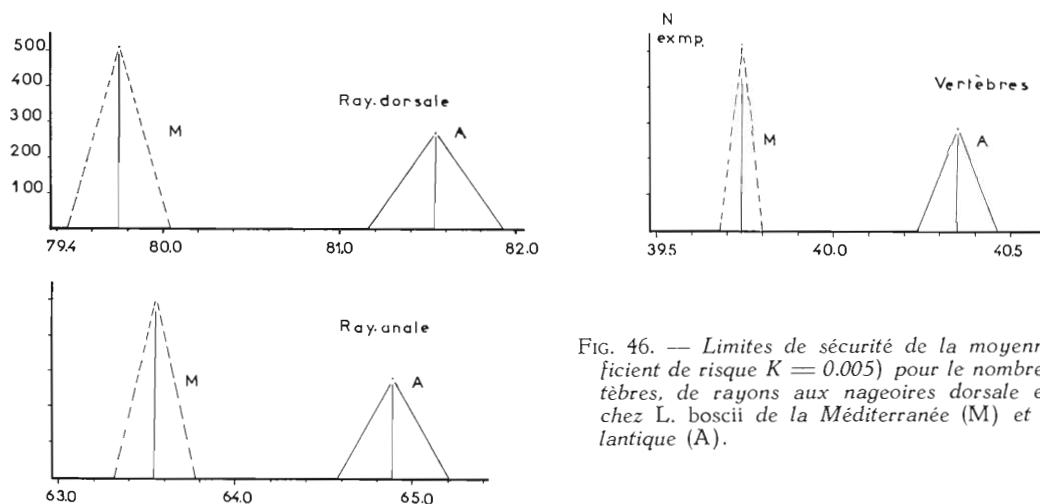 500
400
300
200
100
Ray. dorsale
M
A
79.4 80.0 81.0 82.0
N
exmp.
Vertèbres
M
A
39.5 40.0 40.5
Ray. anale
M
A
63.0 64.0 65.0
FIG. 46. — Limites de sécurité de la moyenn
ficient de risque K = 0.005) pour le nombre
tèbres, de rayons aux nageoires dorsale e
chez L. boscii de la Méditerranée (M) et
lantique (A).